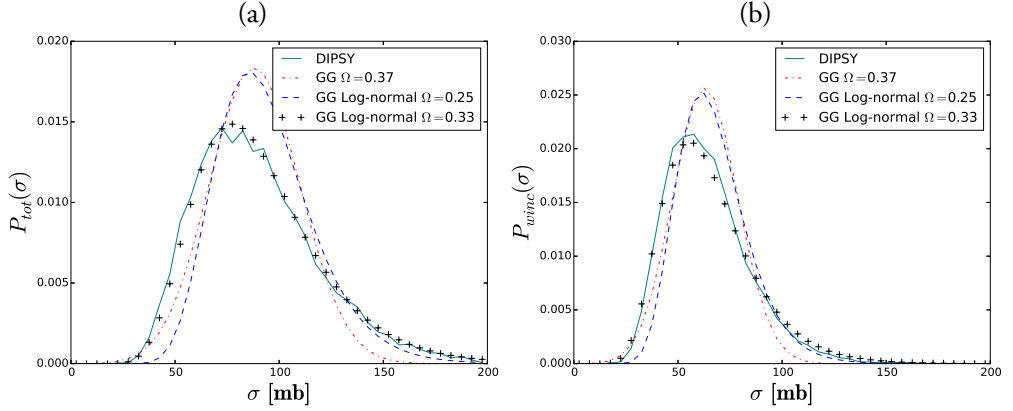 (a)
0.020
0.015
0.010
0.005
0.000
0
50
100
150
200
P_tot(σ)
σ [mb]
DIPSY
GG Ω=0.37
GG Log-normal Ω=0.25
GG Log-normal Ω=0.33
(b)
0.030
0.025
0.020
0.015
0.010
0.005
0.000
0
50
100
150
200
P_winc(σ)
σ [mb]
DIPSY
GG Ω=0.37
GG Log-normal Ω=0.25
GG Log-normal Ω=0.33